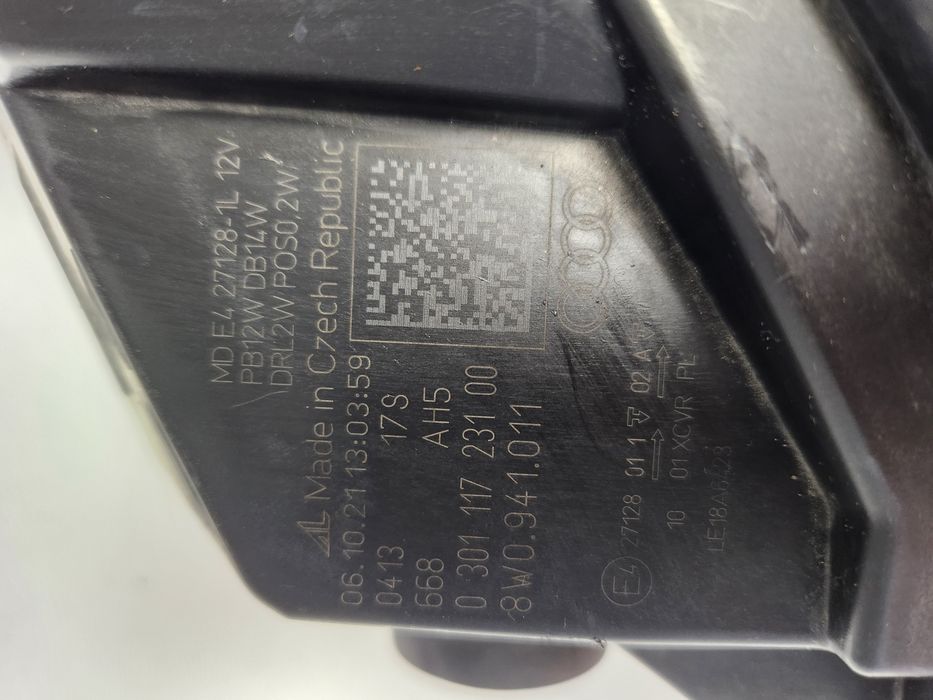 MD E4 27128-1L 12V
PB12W DB14W
DRL2W POS0,2W
AL Made in Czech Republic
06.10.21 13:03:59
0413 17S
668 AH5
0 301 117 231 00
8W0.941.011
E4 27128 01 1 02 A
10 01 XCVR RL
LE18A6423